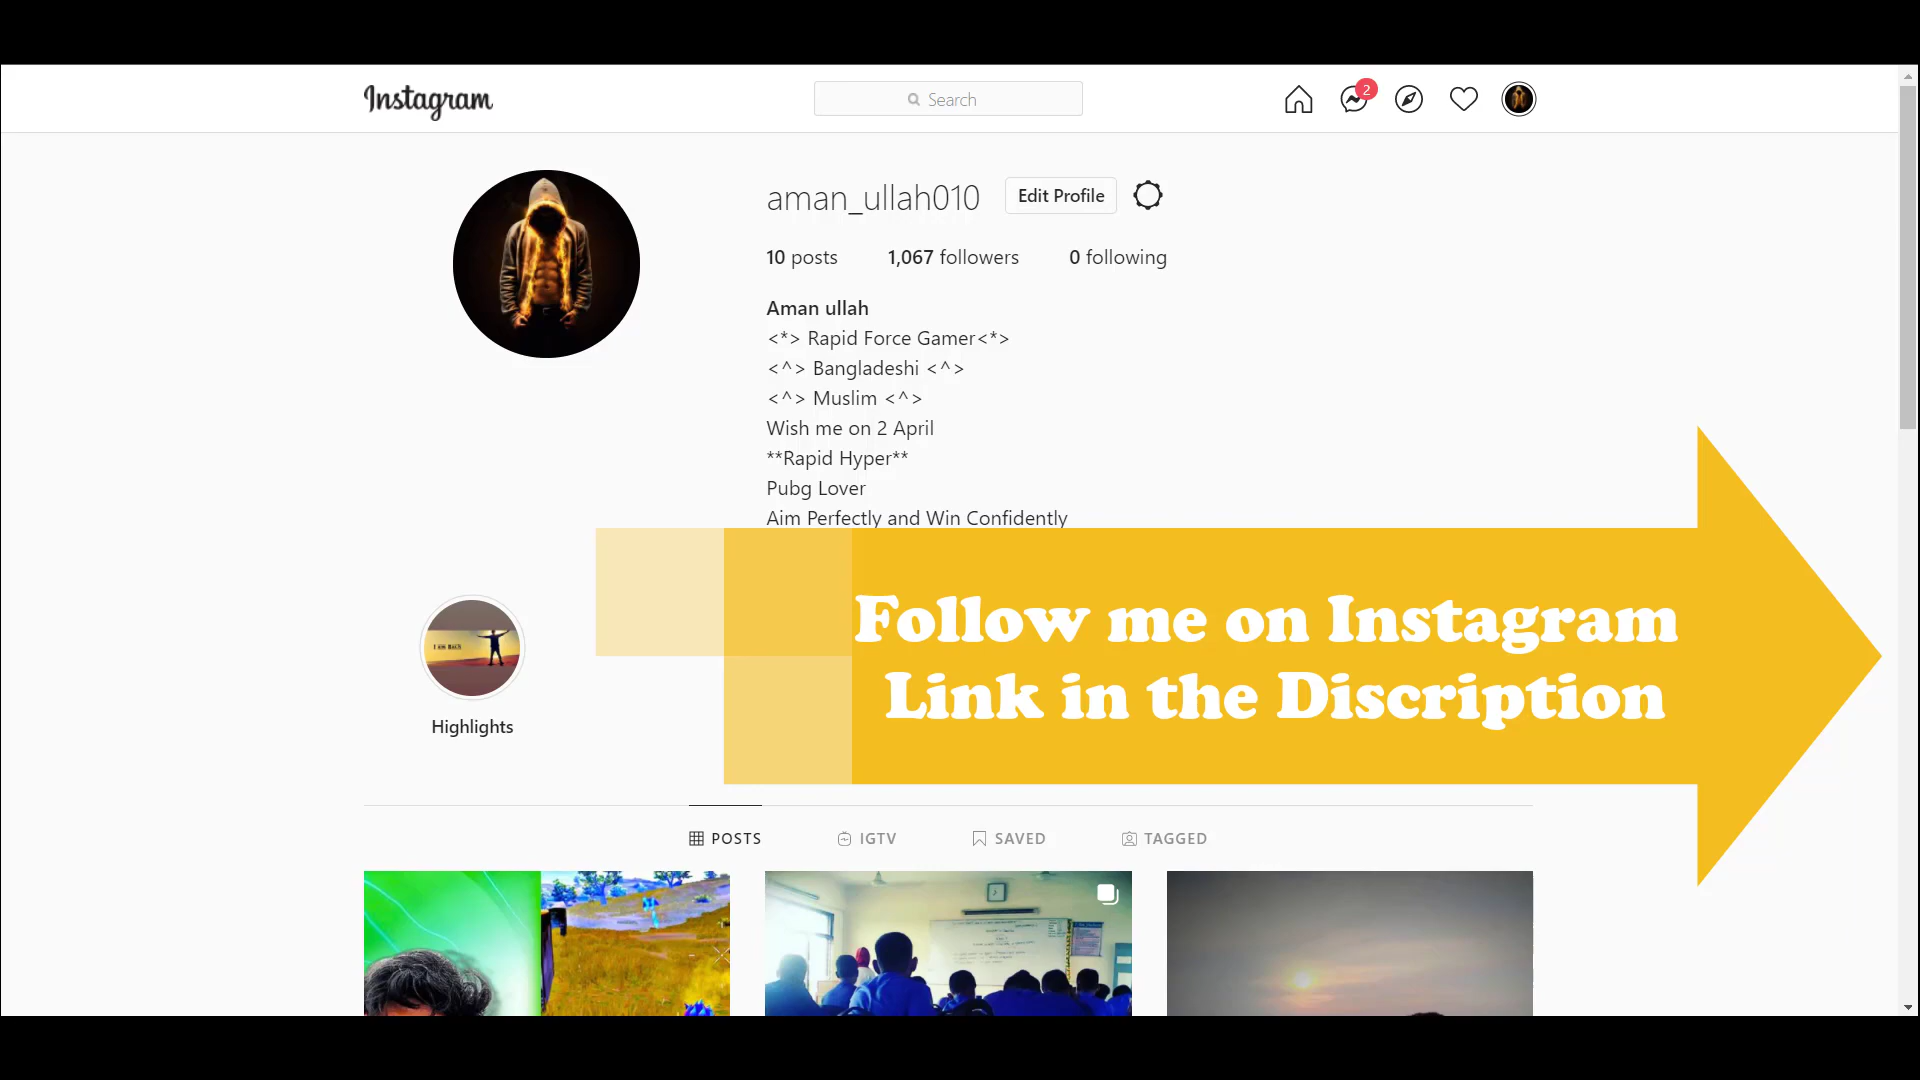 Instagram
Search
2
aman_ullah010
Edit Profile
10 posts
1,067 followers
0 following
Aman ullah
<*> Rapid Force Gamer<*>
<^> Bangladeshi <^>
<^> Muslim <^>
Wish me on 2 April
**Rapid Hyper**
Pubg Lover
Aim Perfectly and Win Confidently
Follow me on Instagram
Link in the Discription
I am Back
Highlights
POSTS
IGTV
SAVED
TAGGED